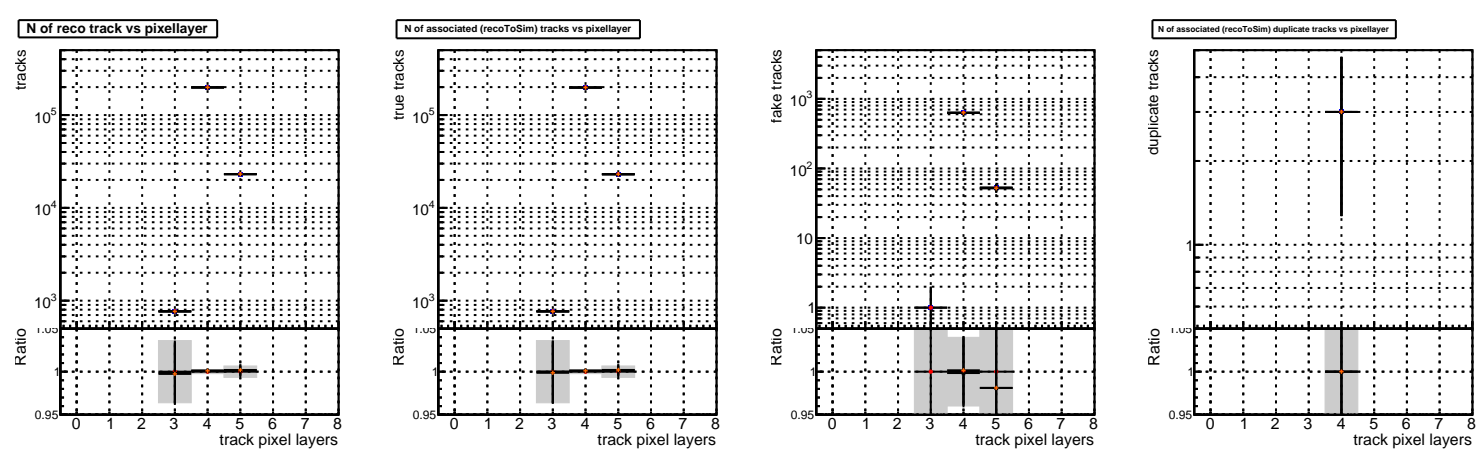 N of reco track vs pixellayer
tracks
10^5
10^4
10^3
Ratio
1.05
1
0.95
0 1 2 3 4 5 6 7 8
track pixel layers
N of associated (recoToSim) tracks vs pixellayer
true tracks
10^5
10^4
10^3
Ratio
1.05
1
0.95
0 1 2 3 4 5 6 7 8
track pixel layers
fake tracks
10^3
10^2
10
1
Ratio
1.05
1
0.95
0 1 2 3 4 5 6 7 8
track pixel layers
N of associated (recoToSim) duplicate tracks vs pixellayer
duplicate tracks
1
Ratio
1.05
1
0.95
0 1 2 3 4 5 6 7 8
track pixel layers